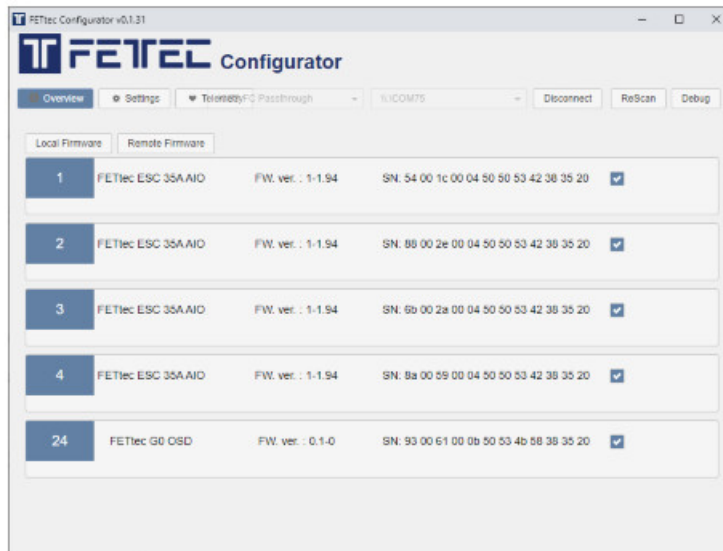 FETtec Configurator v0.1.31
FETTEC Configurator
Overview Settings Telemetry FC Passthrough \\.\COM75 Disconnect ReScan Debug
Local Firmware Remote Firmware
1 FETtec ESC 35A AIO FW. ver. : 1-1.94 SN: 54 00 1c 00 04 50 50 53 42 38 35 20
2 FETtec ESC 35A AIO FW. ver. : 1-1.94 SN: 88 00 2e 00 04 50 50 53 42 38 35 20
3 FETtec ESC 35A AIO FW. ver. : 1-1.94 SN: 6b 00 2a 00 04 50 50 53 42 38 35 20
4 FETtec ESC 35A AIO FW. ver. : 1-1.94 SN: 8a 00 59 00 04 50 50 53 42 38 35 20
24 FETtec G0 OSD FW. ver. : 0.1-0 SN: 93 00 61 00 0b 50 53 4b 58 38 35 20